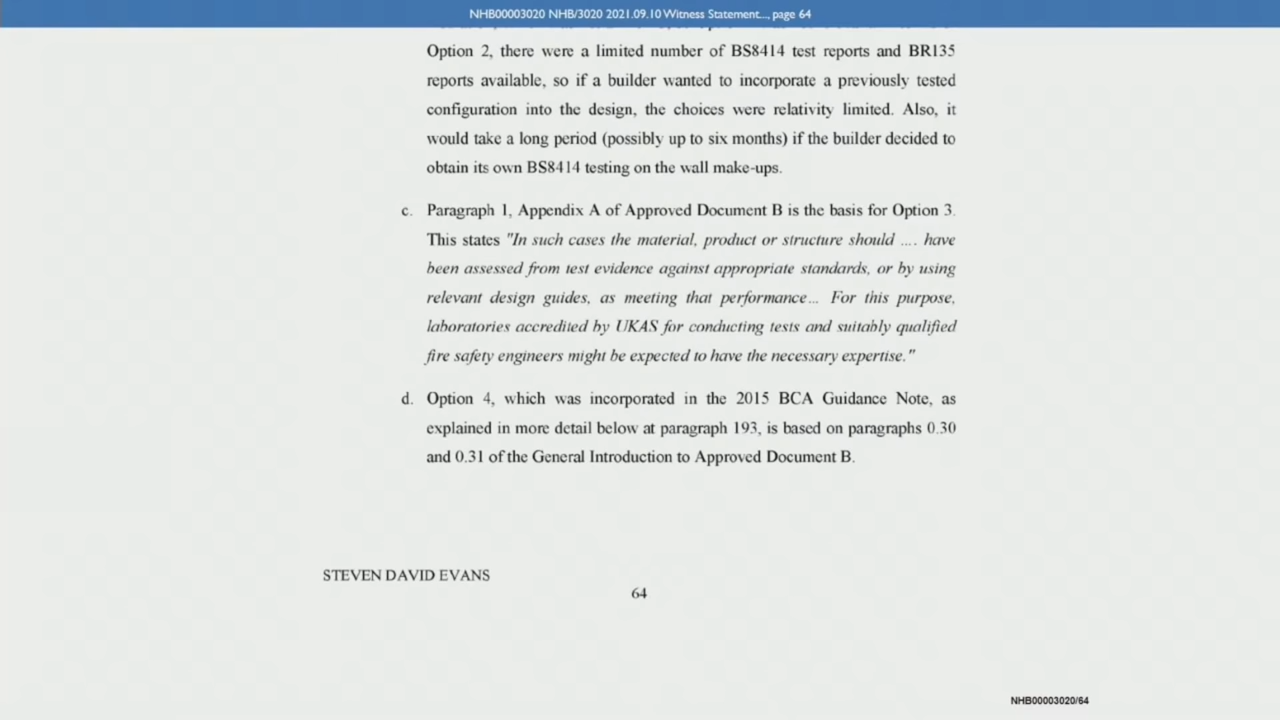 NHB00003020 NHB/3020 2021.09.10 Witness Statement..., page 64
Option 2, there were a limited number of BS8414 test reports and BR135
reports available, so if a builder wanted to incorporate a previously tested
configuration into the design, the choices were relativity limited. Also, it
would take a long period (possibly up to six months) if the builder decided to
obtain its own BS8414 testing on the wall make-ups.
c. Paragraph 1, Appendix A of Approved Document B is the basis for Option 3.
This states "In such cases the material, product or structure should .... have
been assessed from test evidence against appropriate standards, or by using
relevant design guides, as meeting that performance... For this purpose,
laboratories accredited by UKAS for conducting tests and suitably qualified
fire safety engineers might be expected to have the necessary expertise."
d. Option 4, which was incorporated in the 2015 BCA Guidance Note, as
explained in more detail below at paragraph 193, is based on paragraphs 0.30
and 0.31 of the General Introduction to Approved Document B.
STEVEN DAVID EVANS
64
NHB00003020/64